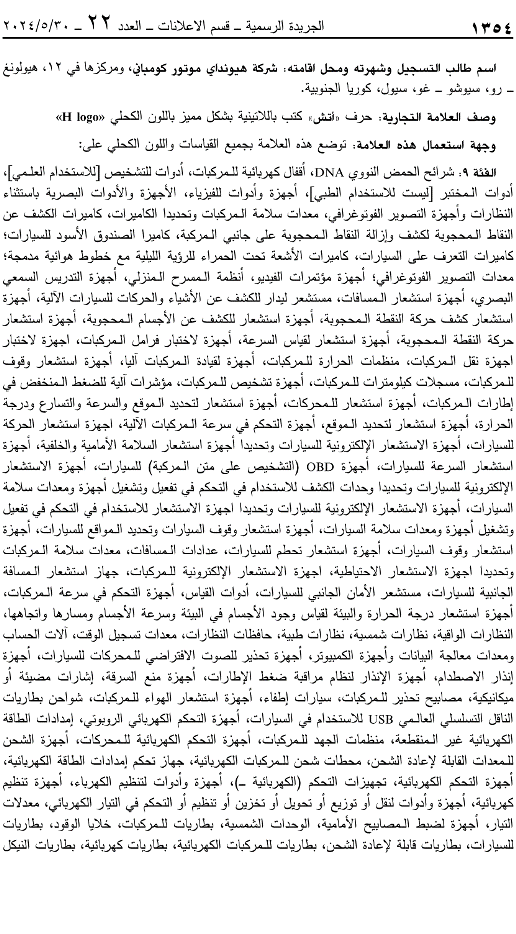 ١٣٥٤ الجريدة الرسمية ــ قسم الاعلانات ــ العدد ٢٢ ــ ٢٠٢٤/٥/٣٠
اسم طالب التسجيل وشهرته ومحل اقامته: شركة هيونداي موتور كومباني، ومركزها في ١٢، هيولونغ
ــ رو، سيوشو ــ غو، سيول، كوريا الجنوبية.
وصف العلامة التجارية: حرف «اتش» كتب باللاتينية بشكل مميز باللون الكحلي «H logo»
وجهة استعمال هذه العلامة: توضع هذه العلامة بجميع القياسات واللون الكحلي على:
الفئة ٩: شرائح الحمض النووي DNA، أقفال كهربائية للمركبات، أدوات للتشخيص [للاستخدام العلمي]،
أدوات المختبر [ليست للاستخدام الطبي]، أجهزة وأدوات للفيزياء، الأجهزة والأدوات البصرية باستثناء
النظارات وأجهزة التصوير الفوتوغرافي، معدات سلامة المركبات وتحديدا الكاميرات، كاميرات الكشف عن
النقاط المحجوبة لكشف وإزالة النقاط المحجوبة على جانبي المركبة، كاميرا الصندوق الأسود للسيارات؛
كاميرات التعرف على السيارات، كاميرات الأشعة تحت الحمراء للرؤية الليلية مع خطوط هوائية مدمجة؛
معدات التصوير الفوتوغرافي؛ أجهزة مؤتمرات الفيديو، أنظمة المسرح المنزلي، أجهزة التدريس السمعي
البصري، أجهزة استشعار المسافات، مستشعر ليدار للكشف عن الأشياء والحركات للسيارات الآلية، أجهزة
استشعار كشف حركة النقطة المحجوبة، أجهزة استشعار للكشف عن الأجسام المحجوبة، أجهزة استشعار
حركة النقطة المحجوبة، أجهزة استشعار لقياس السرعة، أجهزة لاختبار فرامل المركبات، اجهزة لاختبار
اجهزة نقل المركبات، منظمات الحرارة للمركبات، أجهزة لقيادة المركبات آليا، أجهزة استشعار وقوف
للمركبات، مسجلات كيلومترات للمركبات، أجهزة تشخيص للمركبات، مؤشرات آلية للضغط المنخفض في
إطارات المركبات، أجهزة استشعار للمحركات، أجهزة استشعار لتحديد الموقع والسرعة والتسارع ودرجة
الحرارة، أجهزة استشعار لتحديد الموقع، أجهزة التحكم في سرعة المركبات الآلية، اجهزة استشعار الحركة
للسيارات، أجهزة الاستشعار الإلكترونية للسيارات وتحديدا أجهزة استشعار السلامة الأمامية والخلفية، أجهزة
استشعار السرعة للسيارات، أجهزة OBD (التشخيص على متن المركبة) للسيارات، أجهزة الاستشعار
الإلكترونية للسيارات وتحديدا وحدات الكشف للاستخدام في التحكم في تفعيل وتشغيل أجهزة ومعدات سلامة
السيارات، أجهزة الاستشعار الإلكترونية للسيارات وتحديدا اجهزة الاستشعار للاستخدام في التحكم في تفعيل
وتشغيل أجهزة ومعدات سلامة السيارات، أجهزة استشعار وقوف السيارات وتحديد المواقع للسيارات، أجهزة
استشعار وقوف السيارات، أجهزة استشعار تحطم للسيارات، عدادات المسافات، معدات سلامة المركبات
وتحديدا اجهزة الاستشعار الاحتياطية، اجهزة الاستشعار الإلكترونية للمركبات، جهاز استشعار المسافة
الجانبية للسيارات، مستشعر الأمان الجانبي للسيارات، أدوات القياس، أجهزة التحكم في سرعة المركبات،
أجهزة استشعار درجة الحرارة والبيئة لقياس وجود الأجسام في البيئة وسرعة الأجسام ومسارها واتجاهها،
النظارات الواقية، نظارات شمسية، نظارات طبية، حافظات النظارات، معدات تسجيل الوقت، آلات الحساب
ومعدات معالجة البيانات وأجهزة الكمبيوتر، أجهزة تحذير للصوت الافتراضي للمحركات للسيارات، أجهزة
إنذار الاصطدام، أجهزة الإنذار لنظام مراقبة ضغط الإطارات، أجهزة منع السرقة، إشارات مضيئة أو
ميكانيكية، مصابيح تحذير للمركبات، سيارات إطفاء، أجهزة استشعار الهواء للمركبات، شواحن بطاريات
الناقل التسلسلي العالمي USB للاستخدام في السيارات، أجهزة التحكم الكهربائي الروبوتي، إمدادات الطاقة
الكهربائية غير المنقطعة، منظمات الجهد للمركبات، أجهزة التحكم الكهربائية للمحركات، أجهزة الشحن
للمعدات القابلة لإعادة الشحن، محطات شحن للمركبات الكهربائية، جهاز تحكم إمدادات الطاقة الكهربائية،
أجهزة التحكم الكهربائية، تجهيزات التحكم (الكهربائية ــ)، أجهزة وأدوات لتنظيم الكهرباء، أجهزة تنظيم
كهربائية، أجهزة وأدوات لنقل أو توزيع أو تحويل أو تخزين أو تنظيم أو التحكم في التيار الكهربائي، معدلات
التيار، أجهزة لضبط المصابيح الأمامية، الوحدات الشمسية، بطاريات للمركبات، خلايا الوقود، بطاريات
للسيارات، بطاريات قابلة لإعادة الشحن، بطاريات للمركبات الكهربائية، بطاريات كهربائية، بطاريات النيكل